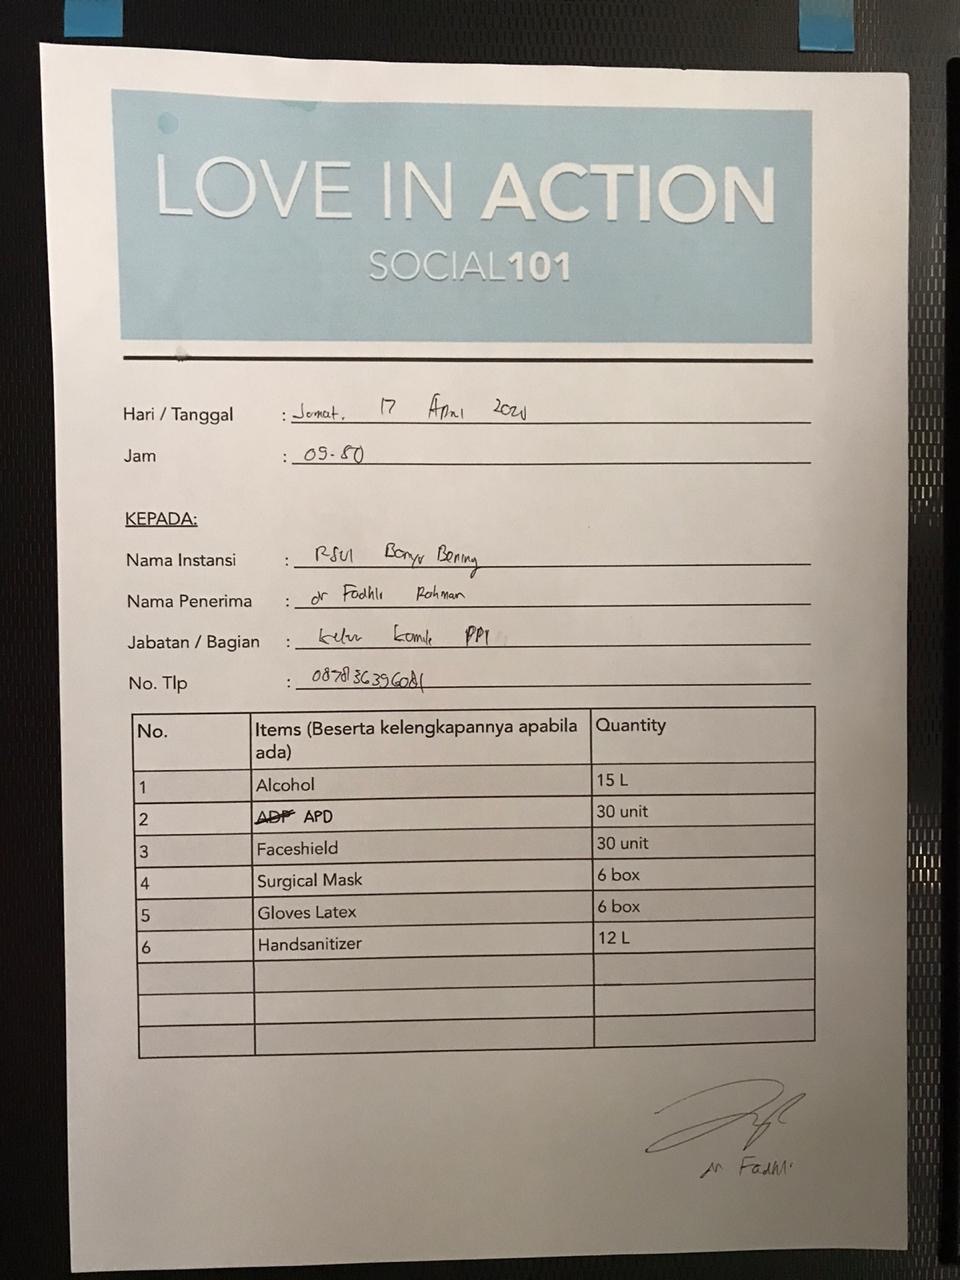 LOVE IN ACTION
SOCIAL101
Hari / Tanggal : Jumat. 17 April 2020
Jam : 09-50
KEPADA:
Nama Instansi : RSUI Banyu Bening
Nama Penerima : dr Fadhli Rahman
Jabatan / Bagian : Ketua Komite PPI
No. Tlp :
No. Items (Beserta kelengkapannya apabila Quantity
ada)
1 Alcohol 15 L
2 ADP APD 30 unit
3 Faceshield 30 unit
4 Surgical Mask 6 box
5 Gloves Latex 6 box
6 Handsanitizer 12 L
dr Fadhli